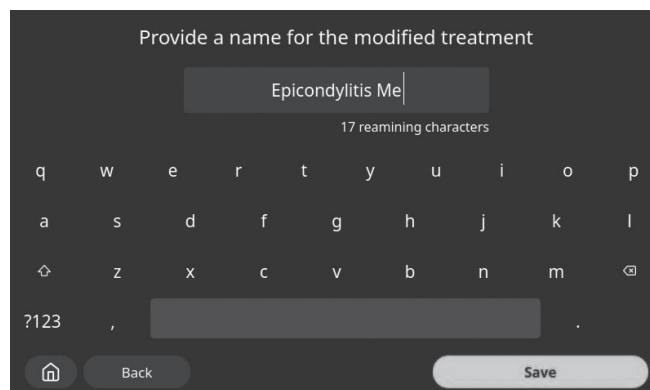 Provide a name for the modified treatment
Epicondylitis Me
17 reamining characters
q w e r t y u i o p
a s d f g h j k l
z x c v b n m
?123 , .
Back Save